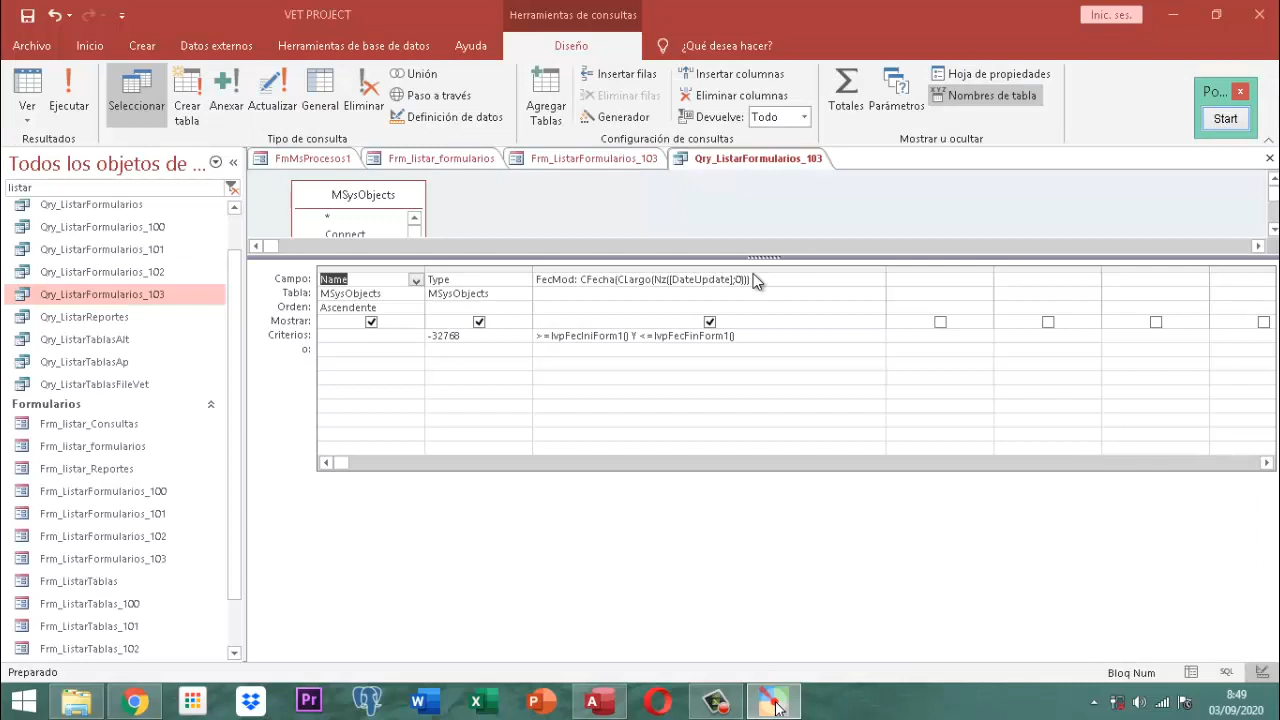 VET PROJECT
Herramientas de consultas
Inic. ses.
Archivo
Inicio
Crear
Datos externos
Herramientas de base de datos
Ayuda
Diseño
¿Qué desea hacer?
Ver
Ejecutar
Resultados
Seleccionar
Crear tabla
Anexar
Actualizar
General
Eliminar
Unión
Paso a través
Definición de datos
Tipo de consulta
Agregar Tablas
Insertar filas
Eliminar filas
Generador
Insertar columnas
Eliminar columnas
Devuelve: Todo
Configuración de consultas
Totales
Parámetros
Hoja de propiedades
Nombres de tabla
Mostrar u ocultar
Po...
Start
Todos los objetos de ...
listar
Qry_ListarFormularios
Qry_ListarFormularios_100
Qry_ListarFormularios_101
Qry_ListarFormularios_102
Qry_ListarFormularios_103
Qry_ListarReportes
Qry_ListarTablasAlt
Qry_ListarTablasAp
Qry_ListarTablasFileVet
Formularios
Frm_listar_Consultas
Frm_listar_formularios
Frm_listar_Reportes
Frm_ListarFormularios_100
Frm_ListarFormularios_101
Frm_ListarFormularios_102
Frm_ListarFormularios_103
Frm_ListarTablas
Frm_ListarTablas_100
Frm_ListarTablas_101
Frm_ListarTablas_102
FmMsProcesos1
Frm_listar_formularios
Frm_ListarFormularios_103
Qry_ListarFormularios_103
MSysObjects
*
Connect
Campo: Name Type FecMod: CFecha(CLargo(Nz([DateUpdate];0)))
Tabla: MSysObjects MSysObjects
Orden: Ascendente
Mostrar:
Criterios: -32768 >=IvpFecIniForm1() Y <=IvpFecFinForm1()
o:
Preparado
Bloq Num
SQL
8:49
03/09/2020